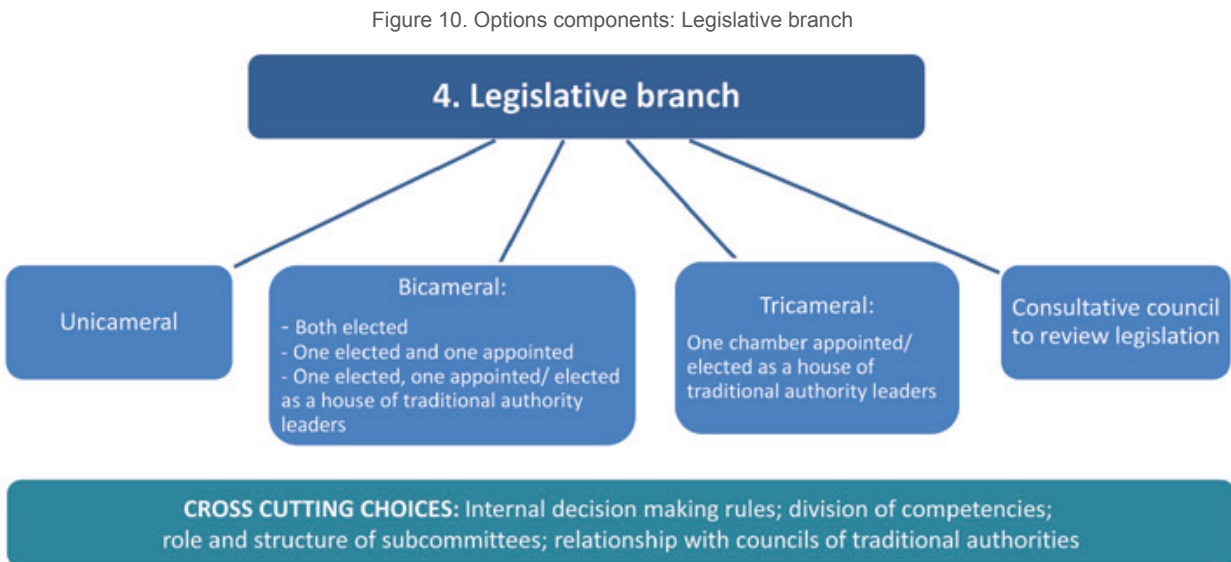 Figure 10. Options components: Legislative branch
4. Legislative branch
Unicameral
Bicameral:
- Both elected
- One elected and one appointed
- One elected, one appointed/ elected
as a house of traditional authority
leaders
Tricameral:
One chamber appointed/
elected as a house of
traditional authority leaders
Consultative council
to review legislation
CROSS CUTTING CHOICES: Internal decision making rules; division of competencies;
role and structure of subcommittees; relationship with councils of traditional authorities